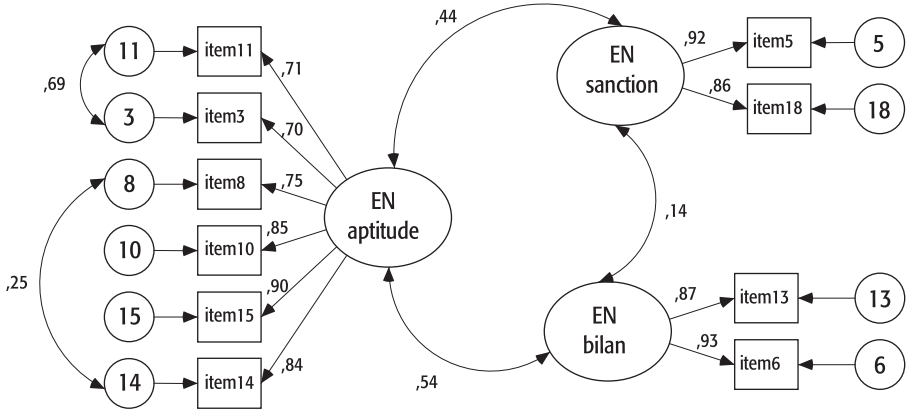 ,44
11
item11
,71
,69
3
item3
,70
8
item8
,75
EN
aptitude
10
item10
,85
,25
15
item15
,90
14
item14
,84
EN
sanction
,92
item5
5
,86
item18
18
,14
EN
bilan
,87
item13
13
,93
item6
6
,54